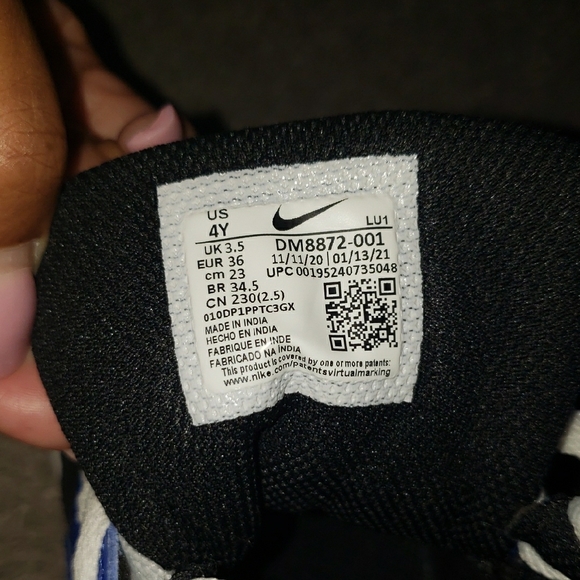 US
4Y
LU1
UK 3.5
DM8872-001
EUR 36
11/11/20 | 01/13/21
cm 23
UPC 00195240735048
BR 34.5
CN 230(2.5)
010DP1PPTC3GX
MADE IN INDIA
HECHO EN INDIA
FABRIQUE EN INDE
FABRICADO NA ÍNDIA
This product is covered by one or more patents:
www.nike.com/patentsvirtualmarking